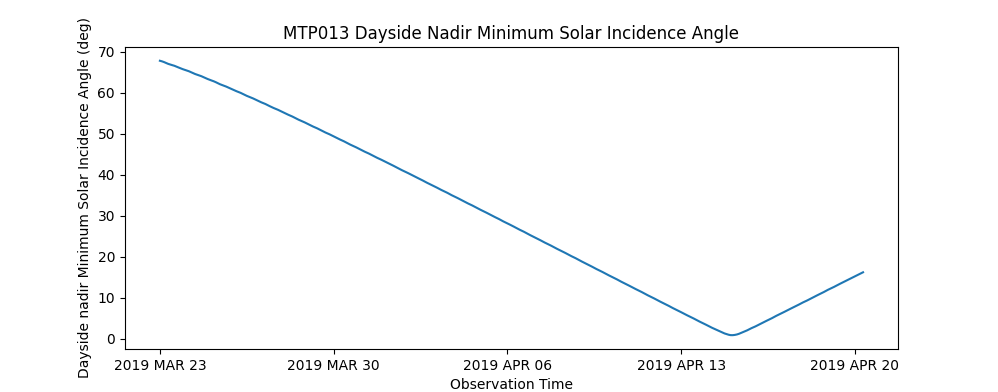 MTP013 Dayside Nadir Minimum Solar Incidence Angle
Dayside nadir Minimum Solar Incidence Angle (deg)
70
60
50
40
30
20
10
0
2019 MAR 23
2019 MAR 30
2019 APR 06
2019 APR 13
2019 APR 20
Observation Time